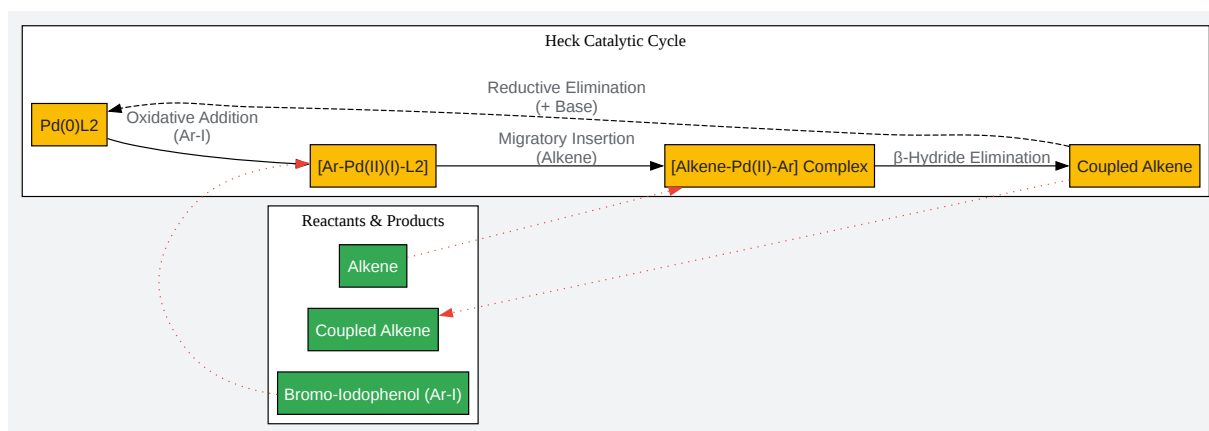 Heck Catalytic Cycle
Reductive Elimination
(+ Base)
Pd(0)L2
Oxidative Addition
(Ar-I)
Migratory Insertion
(Alkene)
[Ar-Pd(II)(I)-L2]
[Alkene-Pd(II)-Ar] Complex
β-Hydride Elimination
Coupled Alkene
Reactants & Products
Alkene
Coupled Alkene
Bromo-Iodophenol (Ar-I)